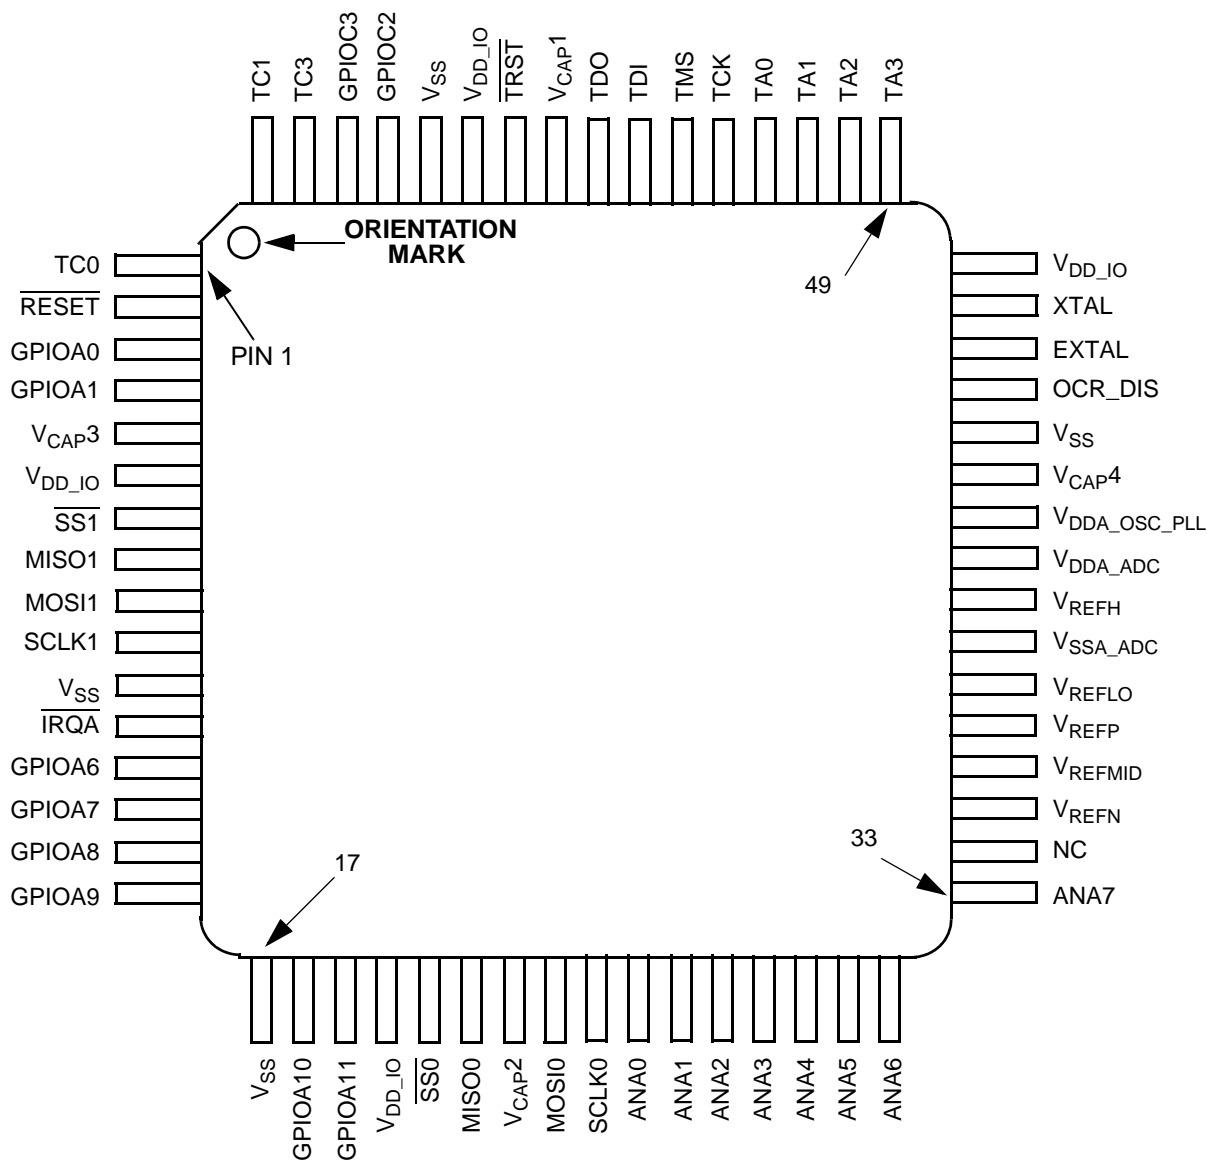 TC1
TC3
GPIOC3
GPIOC2
VSS
VDD_IO
TRST
VCAP1
TDO
TDI
TMS
TCK
TA0
TA1
TA2
TA3
ORIENTATION
MARK
49
PIN 1
TC0
RESET
GPIOA0
GPIOA1
VCAP3
VDD_IO
SS1
MISO1
MOSI1
SCLK1
VSS
IRQA
GPIOA6
GPIOA7
GPIOA8
GPIOA9
VDD_IO
XTAL
EXTAL
OCR_DIS
VSS
VCAP4
VDDA_OSC_PLL
VDDA_ADC
VREFH
VSSA_ADC
VREFLO
VREFP
VREFMID
VREFN
NC
ANA7
17
33
VSS
GPIOA10
GPIOA11
VDD_IO
SS0
MISO0
VCAP2
MOSI0
SCLK0
ANA0
ANA1
ANA2
ANA3
ANA4
ANA5
ANA6